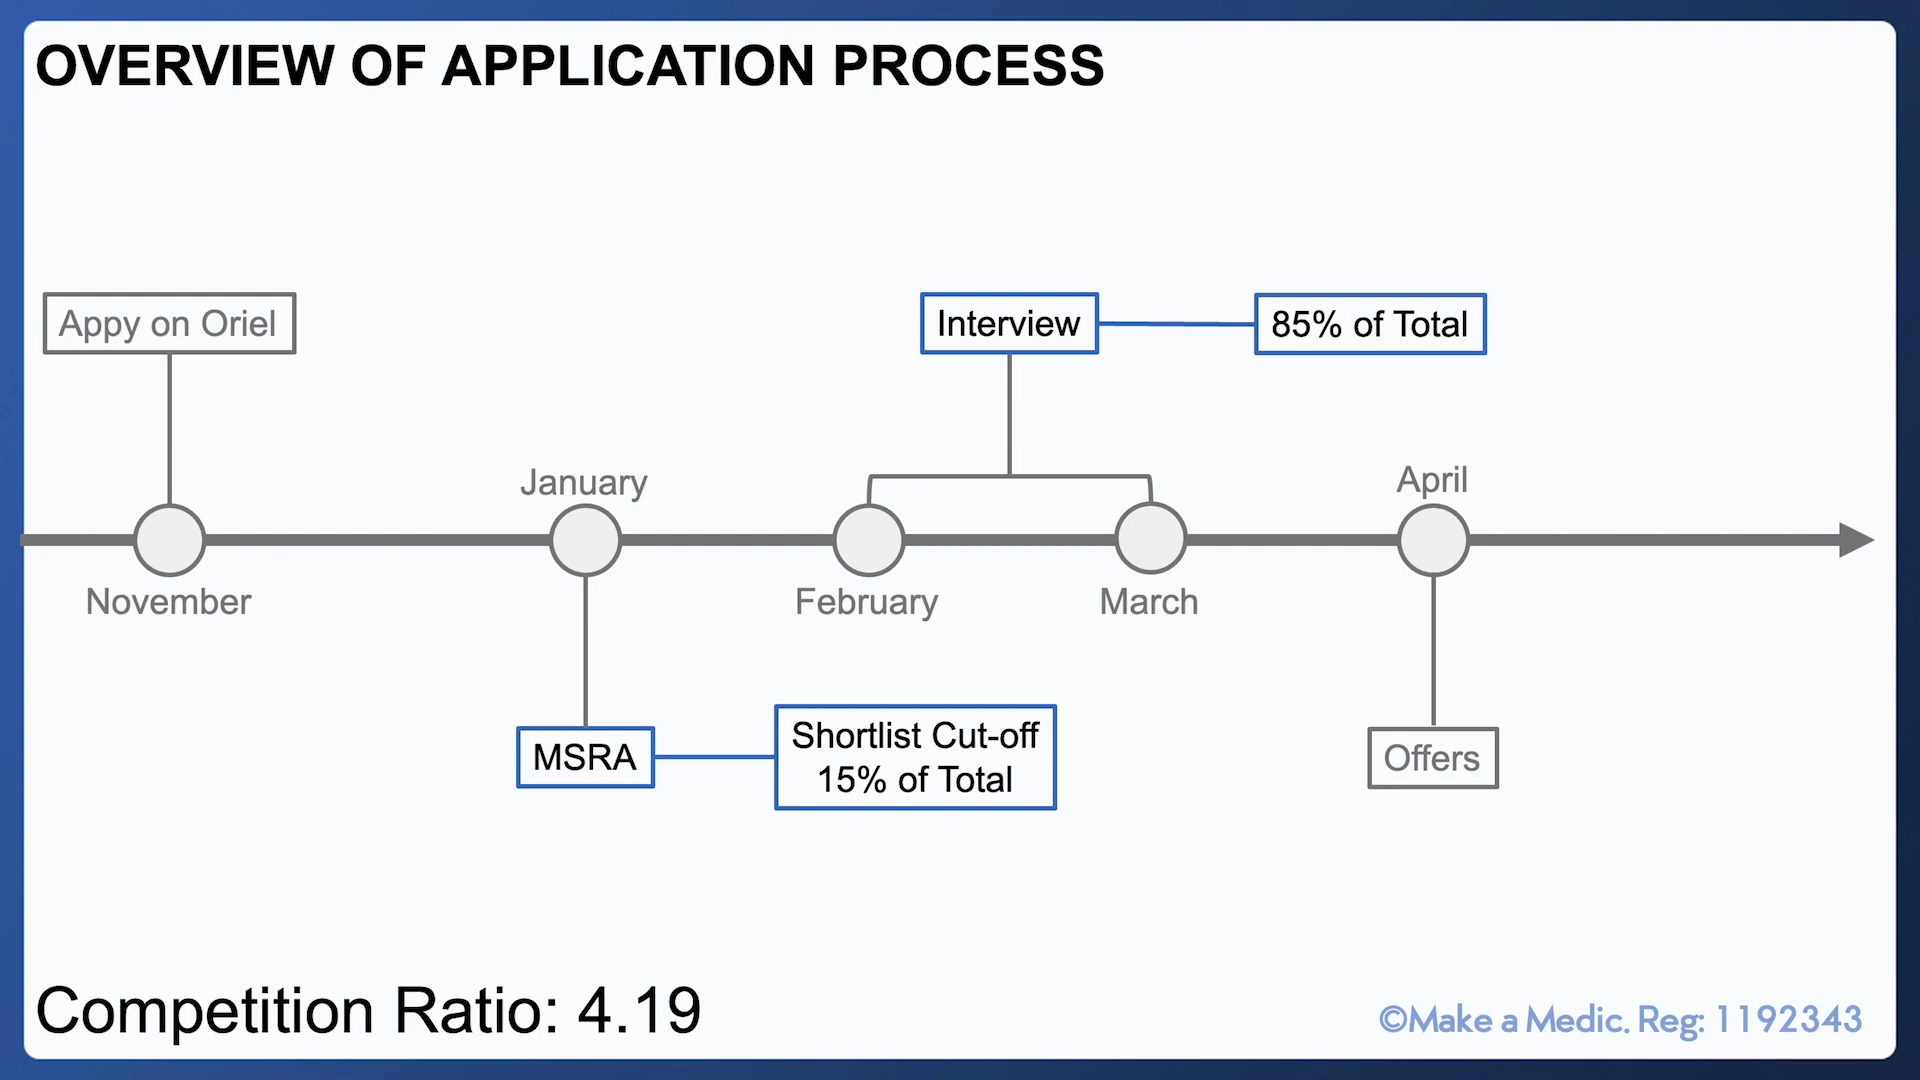 OVERVIEW OF APPLICATION PROCESS
Appy on Oriel
Interview
85% of Total
January
April
November
February
March
MSRA
Shortlist Cut-off
15% of Total
Offers
Competition Ratio: 4.19
©Make a Medic. Reg: 1192343